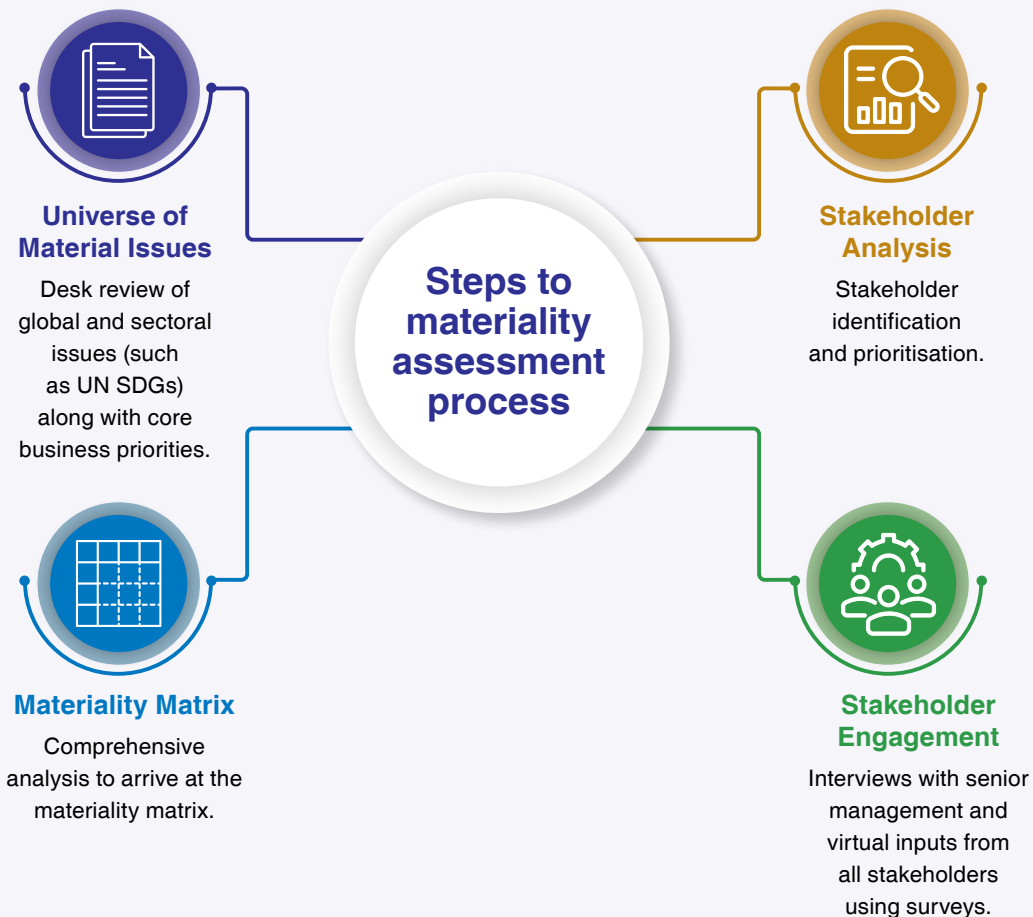 Universe of
Material Issues
Desk review of
global and sectoral
issues (such
as UN SDGs)
along with core
business priorities.
Steps to
materiality
assessment
process
Stakeholder
Analysis
Stakeholder
identification
and prioritisation.
Materiality Matrix
Comprehensive
analysis to arrive at the
materiality matrix.
Stakeholder
Engagement
Interviews with senior
management and
virtual inputs from
all stakeholders
using surveys.